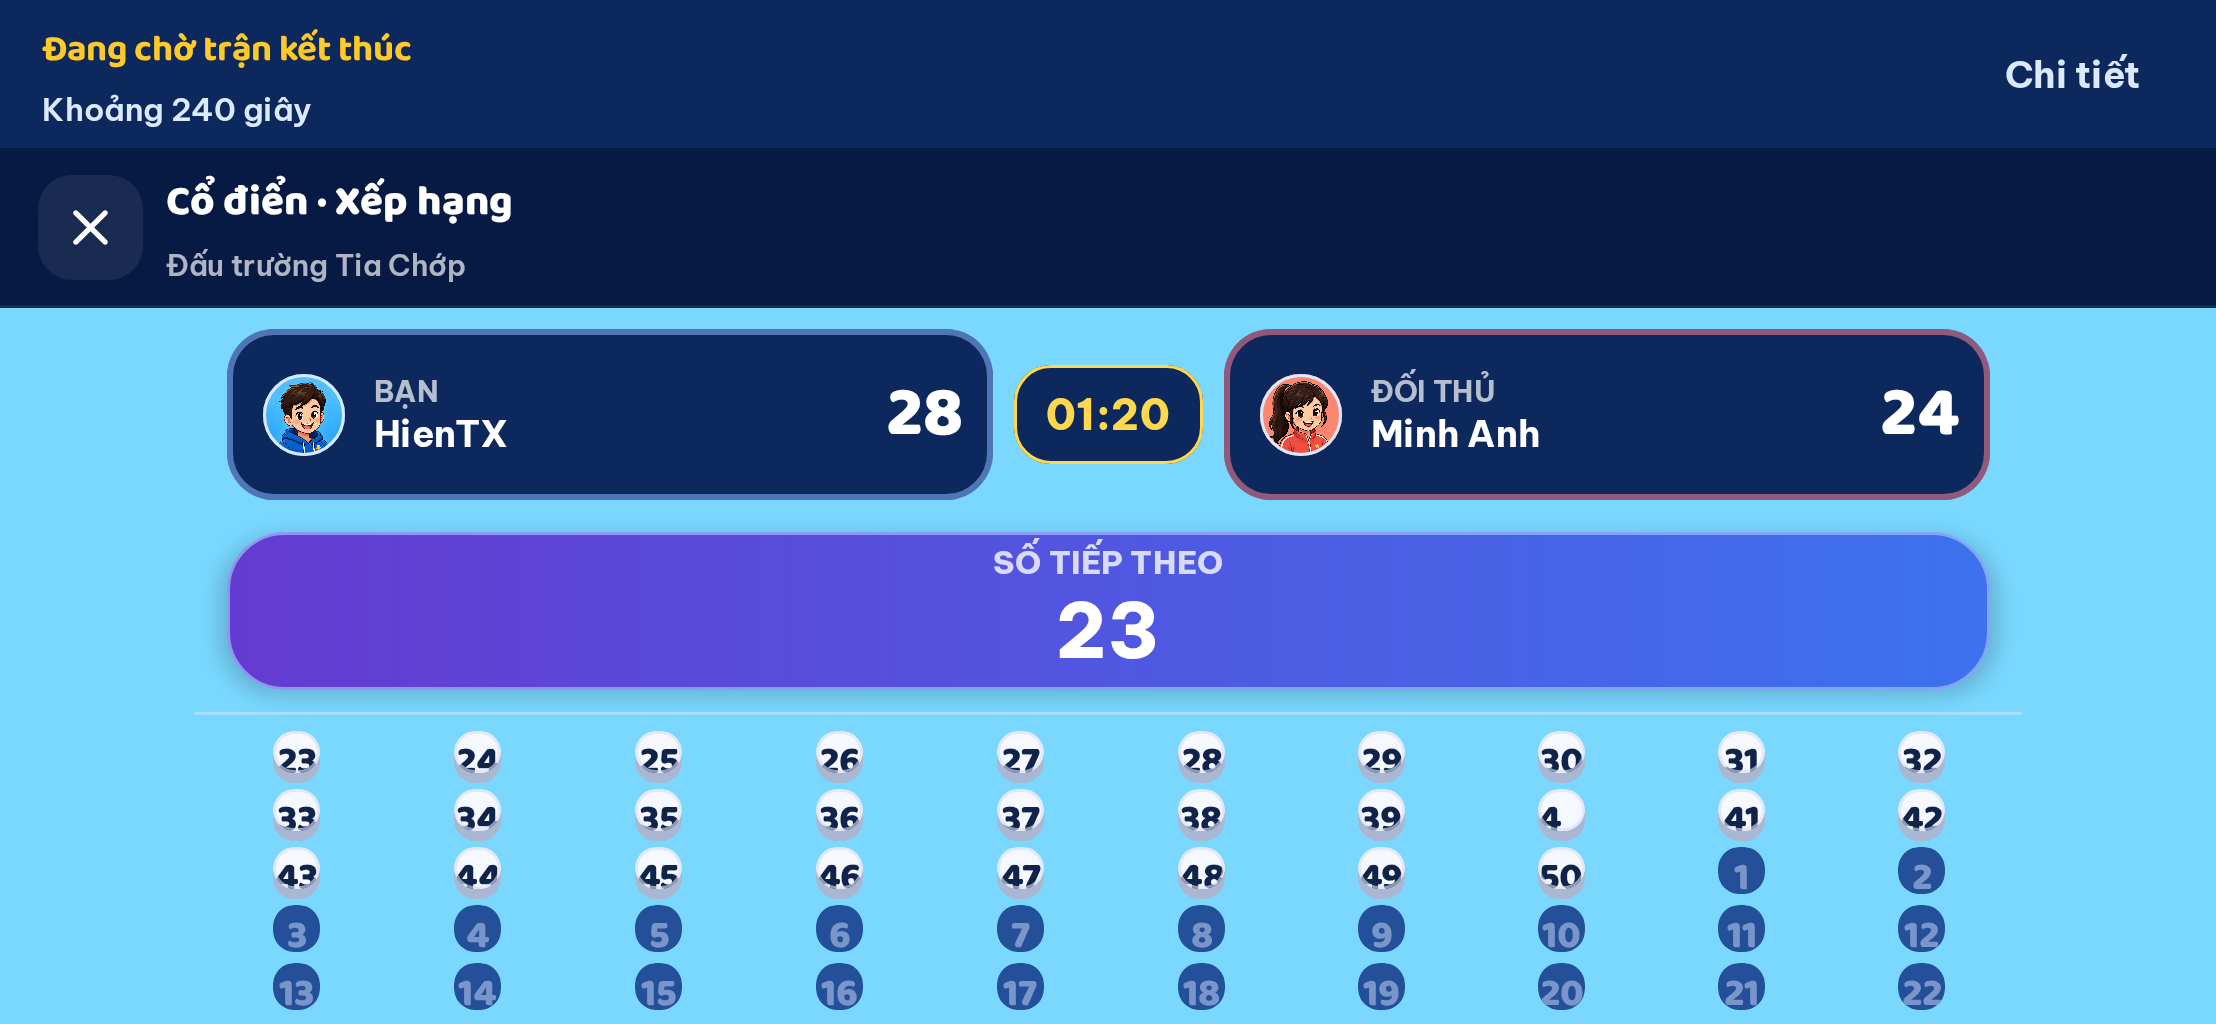 Đang chờ trận kết thúc
Khoảng 240 giây
Chi tiết
Cổ điển · Xếp hạng
Đấu trường Tia Chớp
BẠN
HienTX
28
01:20
ĐỐI THỦ
Minh Anh
24
SỐ TIẾP THEO
23
23 24 25 26 27 28 29 30 31 32
33 34 35 36 37 38 39 4 41 42
43 44 45 46 47 48 49 50 1 2
3 4 5 6 7 8 9 10 11 12
13 14 15 16 17 18 19 20 21 22